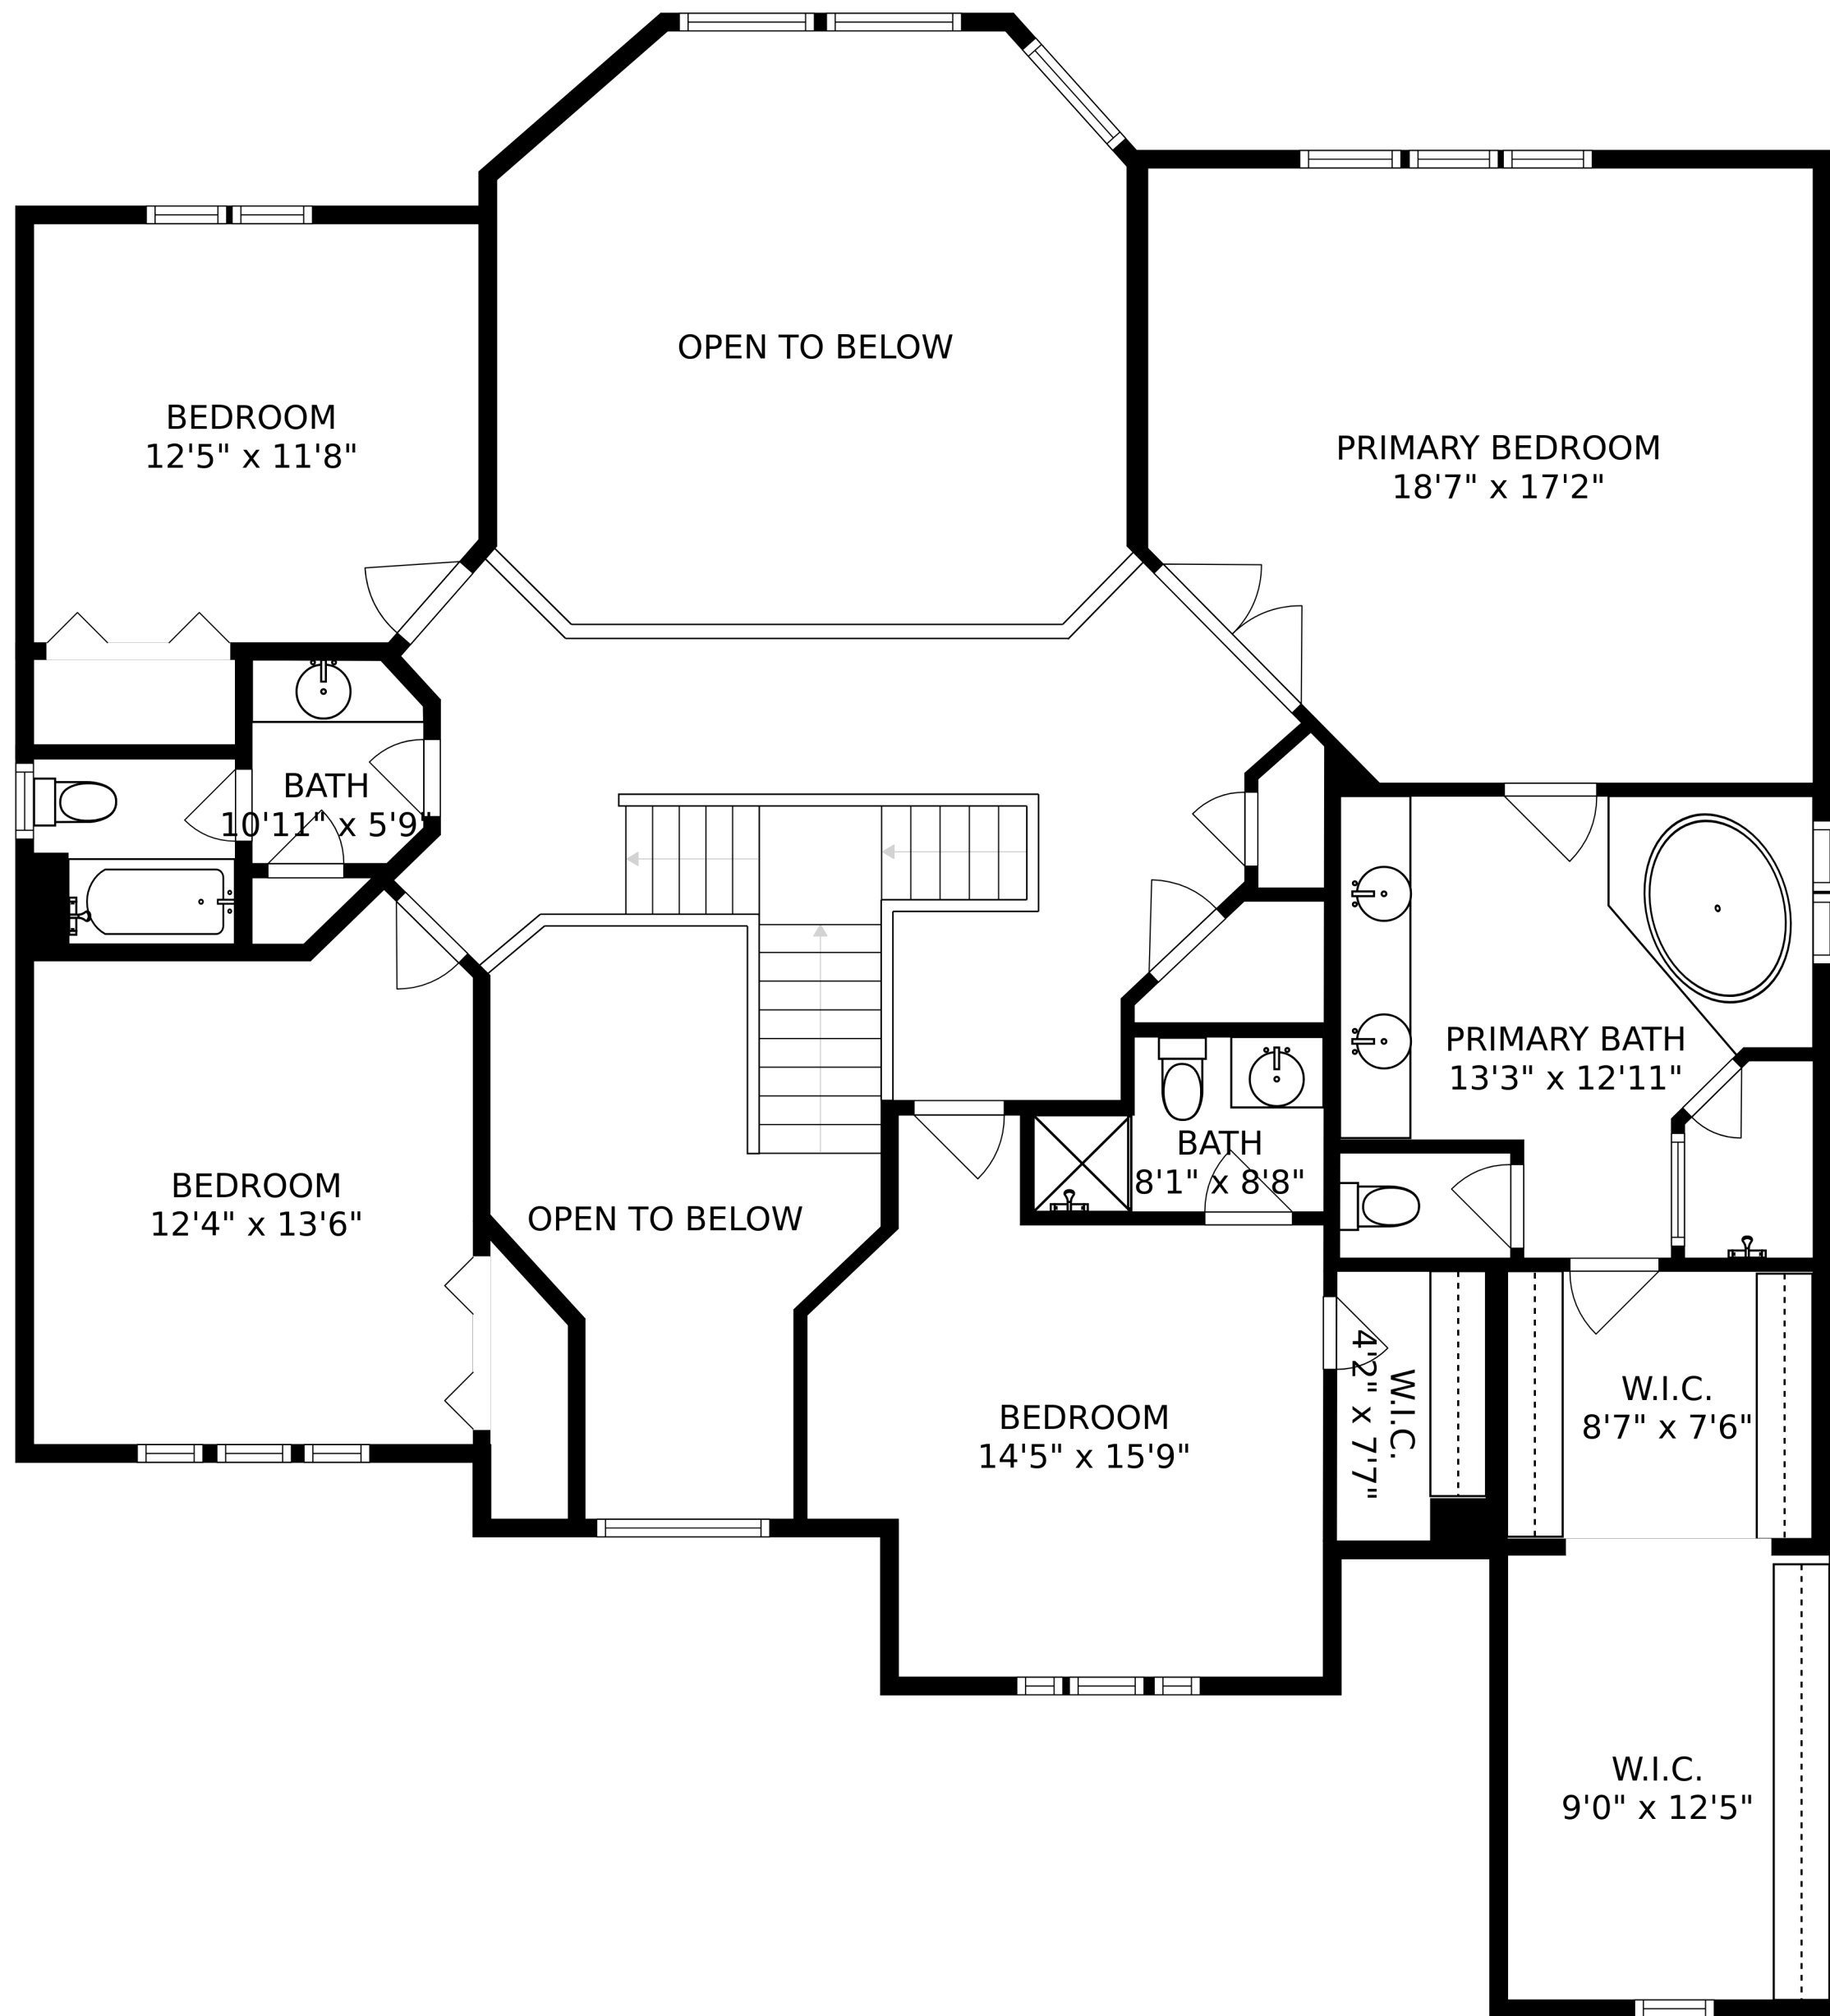 OPEN TO BELOW
BEDROOM
12'5" x 11'8"
PRIMARY BEDROOM
18'7" x 17'2"
BATH
10'11" x 5'9"
PRIMARY BATH
13'3" x 12'11"
BATH
8'1" x 8'8"
BEDROOM
12'4" x 13'6"
OPEN TO BELOW
BEDROOM
14'5" x 15'9"
W.I.C.
4'2" x 7'7"
W.I.C.
8'7" x 7'6"
W.I.C.
9'0" x 12'5"